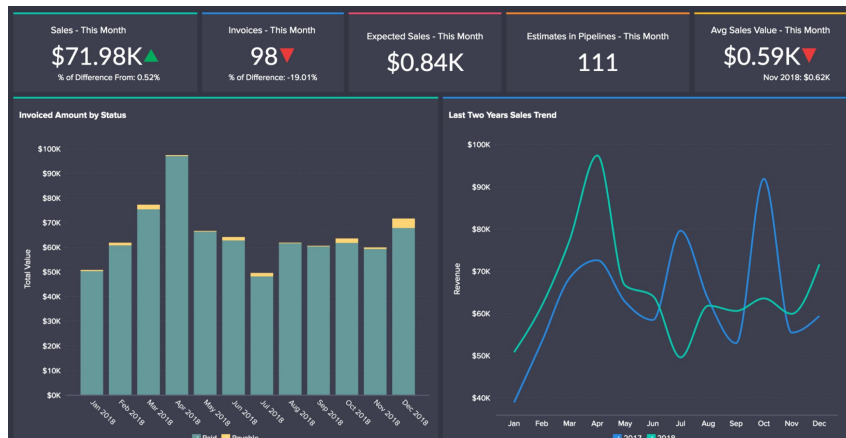 Sales - This Month
$71.98K
% of Difference From: 0.52%
Invoices - This Month
98
% of Difference: -19.01%
Expected Sales - This Month
$0.84K
Estimates in Pipelines - This Month
111
Avg Sales Value - This Month
$0.59K
Nov 2018: $0.62K
Invoiced Amount by Status
Total Value
$100K
$90K
$80K
$70K
$60K
$50K
$40K
$30K
$20K
$10K
$0K
Jan 2018
Feb 2018
Mar 2018
Apr 2018
May 2018
Jun 2018
Jul 2018
Aug 2018
Sep 2018
Oct 2018
Nov 2018
Dec 2018
Paid Payable
Last Two Years Sales Trend
Revenue
$100K
$90K
$80K
$70K
$60K
$50K
$40K
Jan Feb Mar Apr May Jun Jul Aug Sep Oct Nov Dec
2017 2018